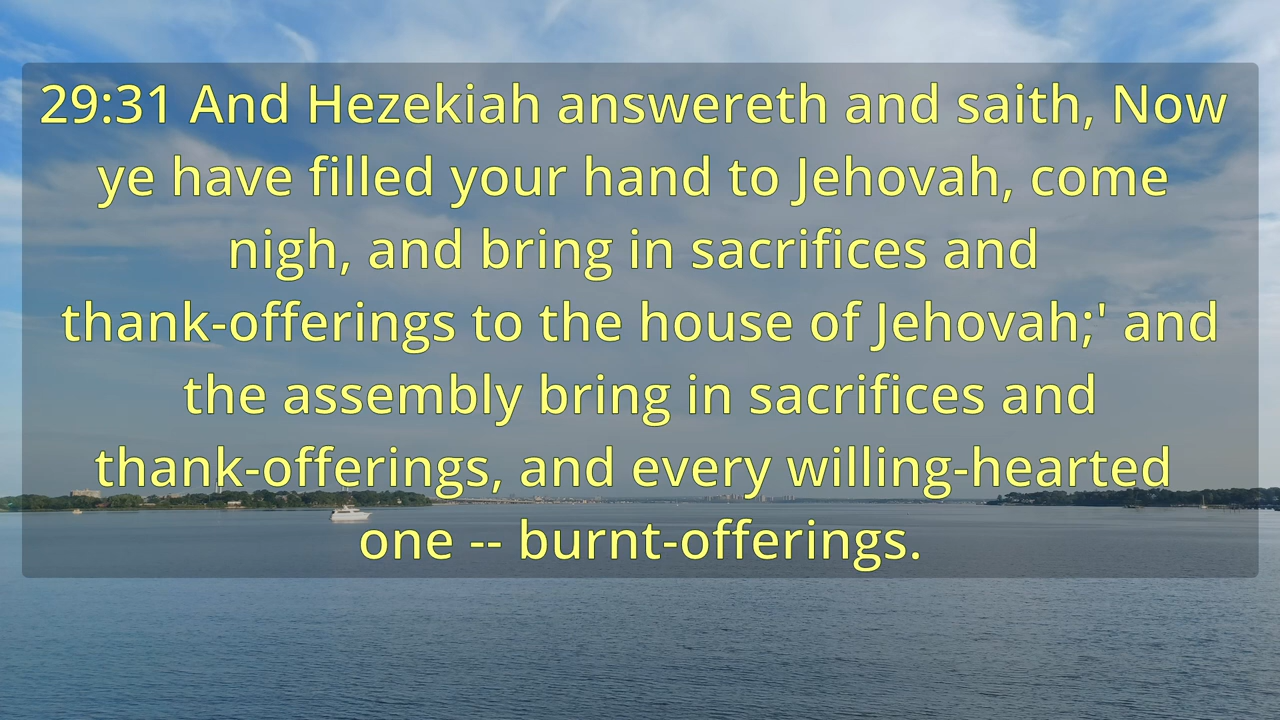 29:31 And Hezekiah answereth and saith, Now
ye have filled your hand to Jehovah, come
nigh, and bring in sacrifices and
thank-offerings to the house of Jehovah;' and
the assembly bring in sacrifices and
thank-offerings, and every willing-hearted
one -- burnt-offerings.